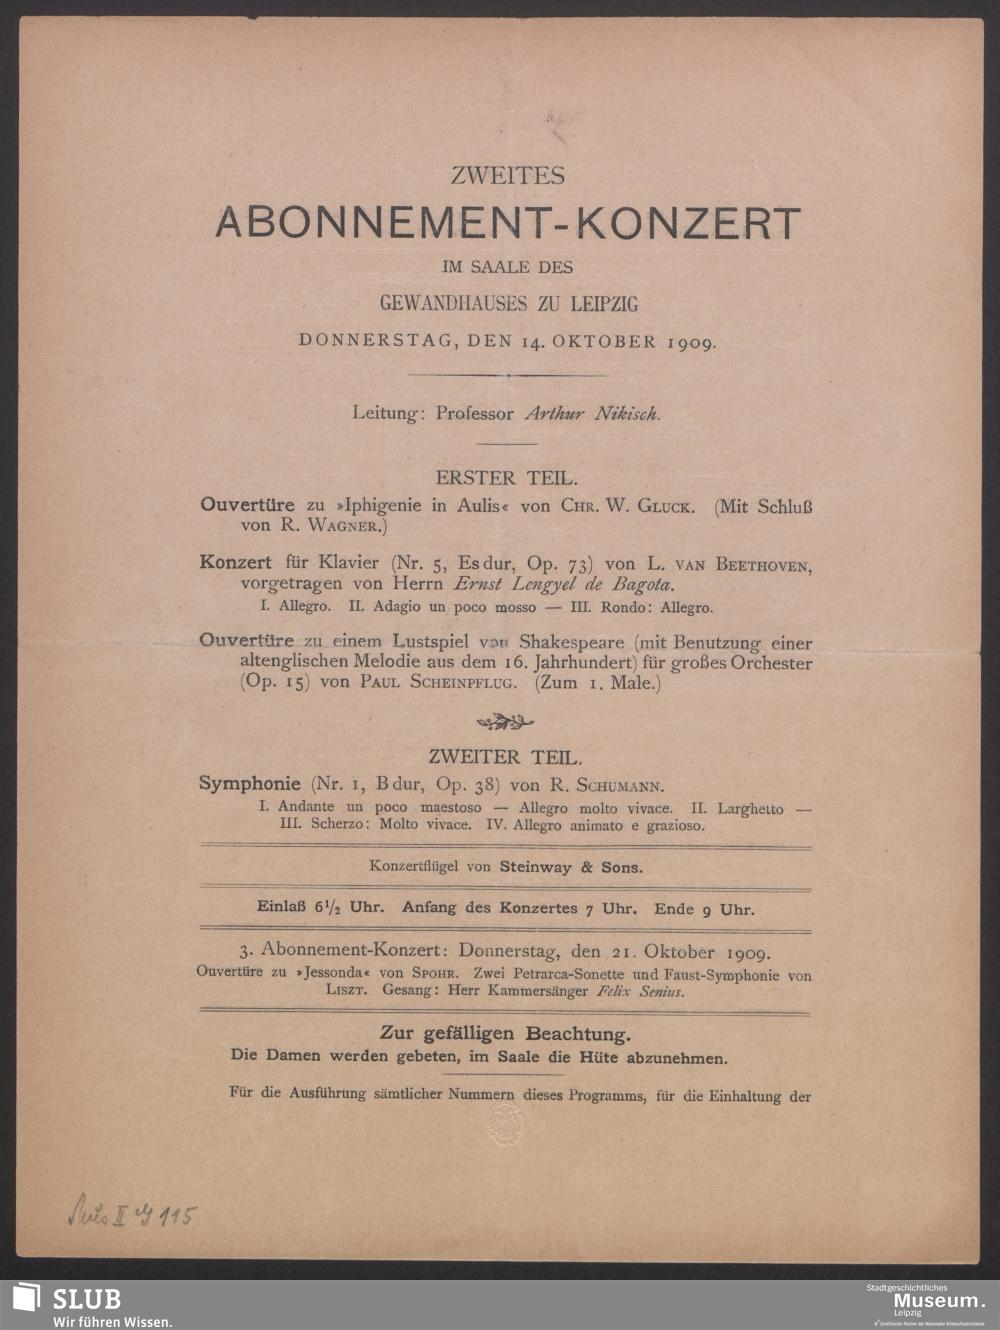 ZWEITES
ABONNEMENT-KONZERT
IM SAALE DES
GEWANDHAUSES ZU LEIPZIG
DONNERSTAG, DEN 14. OKTOBER 1909.
Leitung: Professor Arthur Nikisch.
ERSTER TEIL.
Ouvertüre zu »Iphigenie in Aulis« von CHR. W. GLUCK. (Mit Schluß
von R. WAGNER.)
Konzert für Klavier (Nr. 5, Es dur, Op. 73) von L. VAN BEETHOVEN,
vorgetragen von Herrn Ernst Lengyel de Bagota.
I. Allegro. II. Adagio un poco mosso — III. Rondo: Allegro.
Ouvertüre zu einem Lustspiel von Shakespeare (mit Benutzung einer
altenglischen Melodie aus dem 16. Jahrhundert) für großes Orchester
(Op. 15) von PAUL SCHEINPFLUG. (Zum 1. Male.)
ZWEITER TEIL.
Symphonie (Nr. 1, B dur, Op. 38) von R. SCHUMANN.
I. Andante un poco maestoso — Allegro molto vivace. II. Larghetto —
III. Scherzo: Molto vivace. IV. Allegro animato e grazioso.
Konzertflügel von Steinway & Sons.
Einlaß 6½ Uhr. Anfang des Konzertes 7 Uhr. Ende 9 Uhr.
3. Abonnement-Konzert: Donnerstag, den 21. Oktober 1909.
Ouvertüre zu »Jessonda« von SPOHR. Zwei Petrarca-Sonette und Faust-Symphonie von
LISZT. Gesang: Herr Kammersänger Felix Senius.
Zur gefälligen Beachtung.
Die Damen werden gebeten, im Saale die Hüte abzunehmen.
Für die Ausführung sämtlicher Nummern dieses Programms, für die Einhaltung der
II 115
SLUB
Wir führen Wissen.
Stadtgeschichtliches
Museum.
Leipzig
Zertifizierter Partner der Nationalen Klimaschutzinitiative